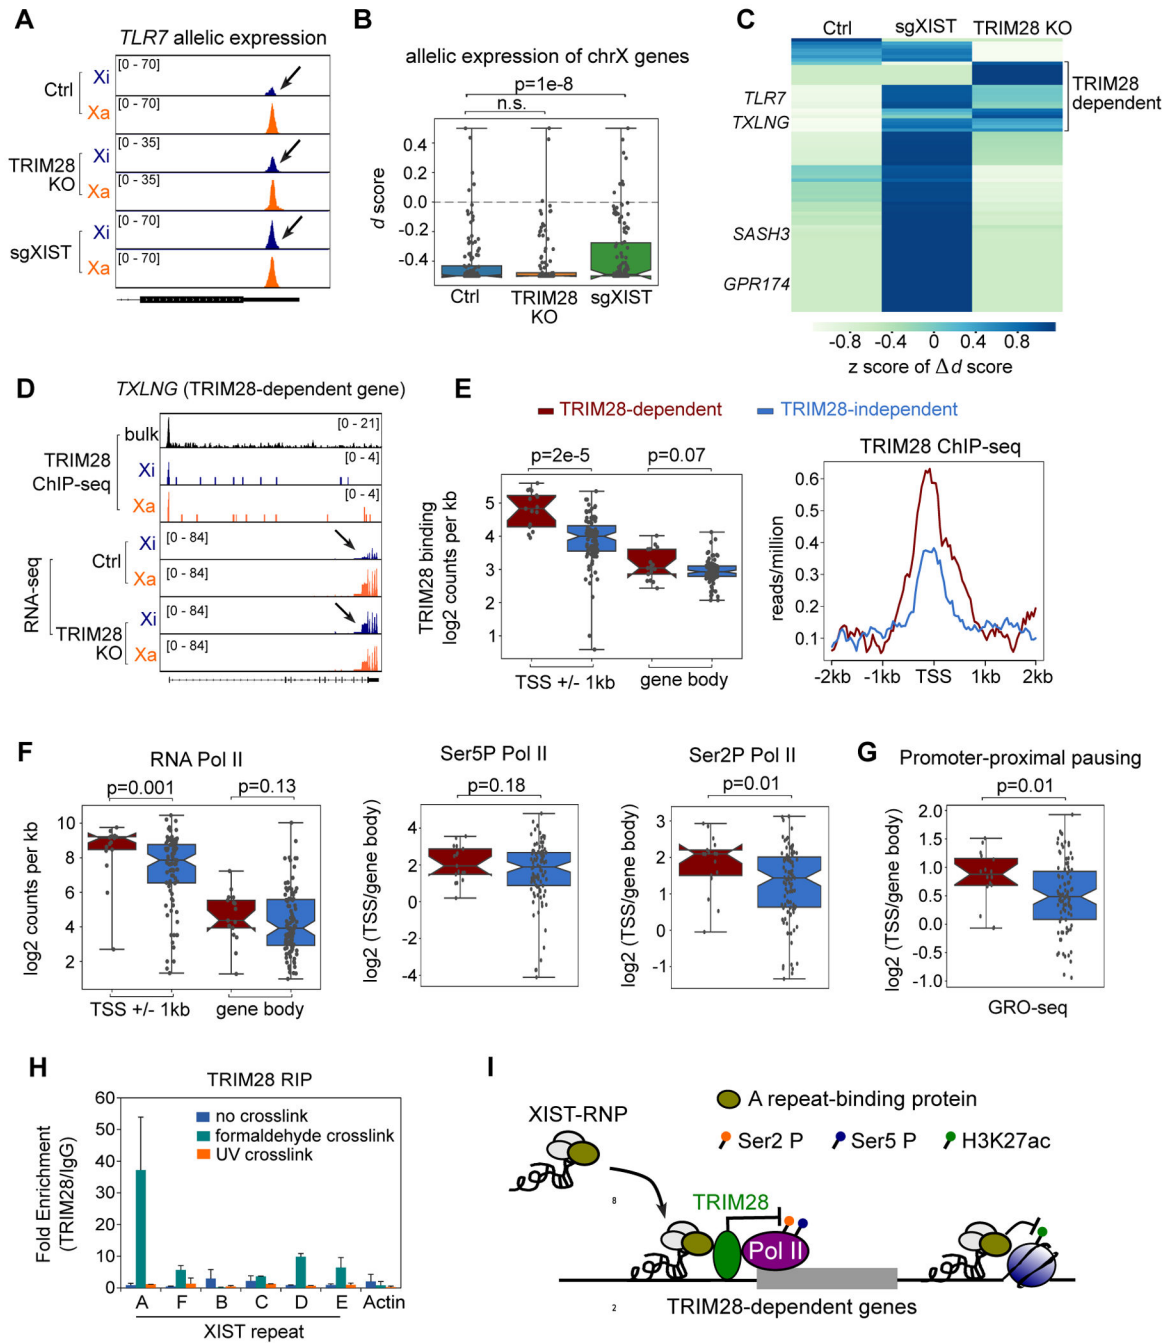 A
TLR7 allelic expression
Ctrl
Xi
[0 - 70]
Xa
[0 - 70]
TRIM28
KO
Xi
[0 - 35]
Xa
[0 - 35]
sgXIST
Xi
[0 - 70]
Xa
[0 - 70]
B
allelic expression of chrX genes
p=1e-8
n.s.
d score
0.4
0.2
0.0
-0.2
-0.4
Ctrl
TRIM28
KO
sgXIST
C
Ctrl
sgXIST
TRIM28 KO
TRIM28
dependent
TLR7
TXLNG
SASH3
GPR174
-0.8
-0.4
0
0.4
0.8
z score of Δ d score
D
TXLNG (TRIM28-dependent gene)
TRIM28
ChIP-seq
bulk
[0 - 21]
Xi
[0 - 4]
Xa
[0 - 4]
RNA-seq
Ctrl
Xi
[0 - 84]
Xa
[0 - 84]
TRIM28
KO
Xi
[0 - 84]
Xa
[0 - 84]
E
TRIM28-dependent
TRIM28-independent
p=2e-5
p=0.07
TRIM28 binding
log2 counts per kb
5
4
3
2
1
TSS +/- 1kb
gene body
TRIM28 ChIP-seq
reads/million
0.6
0.5
0.4
0.3
0.2
0.1
-2kb
-1kb
TSS
1kb
2kb
F
RNA Pol II
p=0.001
p=0.13
log2 counts per kb
10
8
6
4
2
TSS +/- 1kb
gene body
Ser5P Pol II
p=0.18
log2 (TSS/gene body)
4
2
0
-2
-4
Ser2P Pol II
p=0.01
log2 (TSS/gene body)
3
2
1
0
-1
G
Promoter-proximal pausing
p=0.01
log2 (TSS/gene body)
2.0
1.5
1.0
0.5
0.0
-0.5
-1.0
GRO-seq
H
TRIM28 RIP
Fold Enrichment
(TRIM28/IgG)
60
50
40
30
20
10
0
no crosslink
formaldehyde crosslink
UV crosslink
A
F
B
C
D
E
Actin
XIST repeat
I
XIST-RNP
A repeat-binding protein
Ser2 P
Ser5 P
H3K27ac
8
TRIM28
Pol II
2
TRIM28-dependent genes